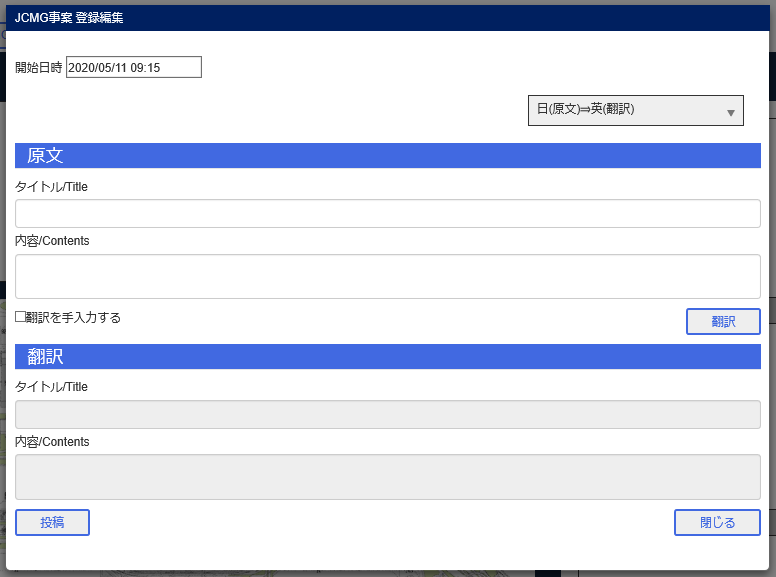 JCMG事案 登録編集
開始日時 2020/05/11 09:15
日(原文)⇒英(翻訳)
原文
タイトル/Title
内容/Contents
翻訳を手入力する
翻訳
翻訳
タイトル/Title
内容/Contents
投稿
閉じる